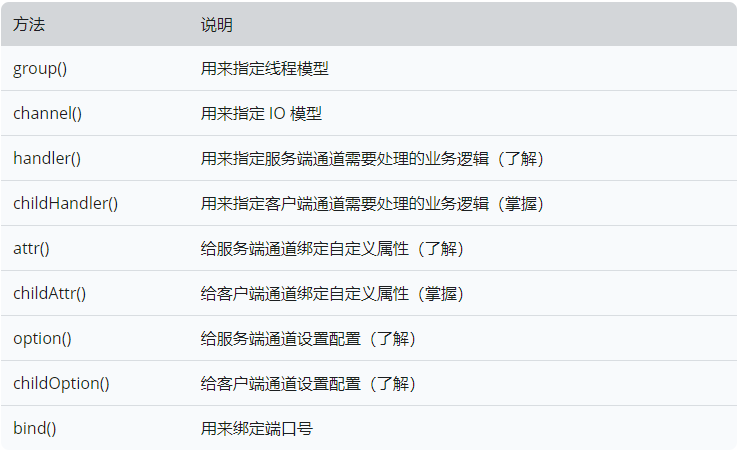 方法 说明
group() 用来指定线程模型
channel() 用来指定 IO 模型
handler() 用来指定服务端通道需要处理的业务逻辑（了解）
childHandler() 用来指定客户端通道需要处理的业务逻辑（掌握）
attr() 给服务端通道绑定自定义属性（了解）
childAttr() 给客户端通道绑定自定义属性（掌握）
option() 给服务端通道设置配置（了解）
childOption() 给客户端通道设置配置（了解）
bind() 用来绑定端口号